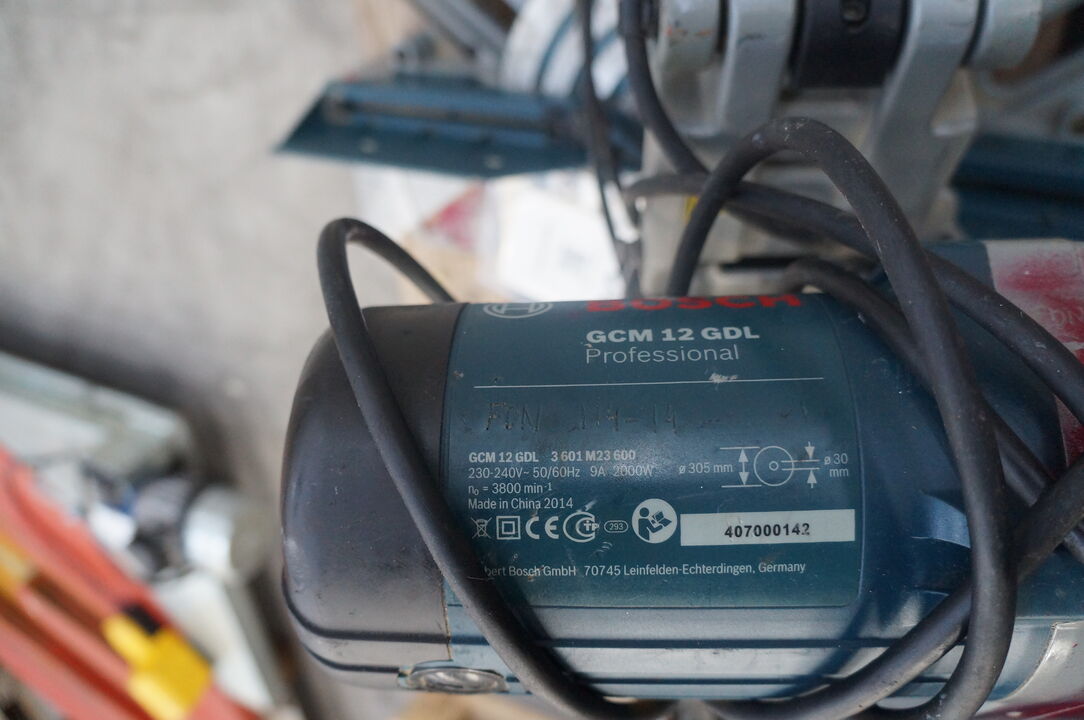 BOSCH
GCM 12 GDL
Professional
GCM 12 GDL 3 601 M23 600
230-240V~ 50/60Hz 9A 2000W
n₀ = 3800 min⁻¹
Made in China 2014
ø 305 mm
ø 30 mm
CE
293
407000142
Bosch GmbH 70745 Leinfelden-Echterdingen, Germany